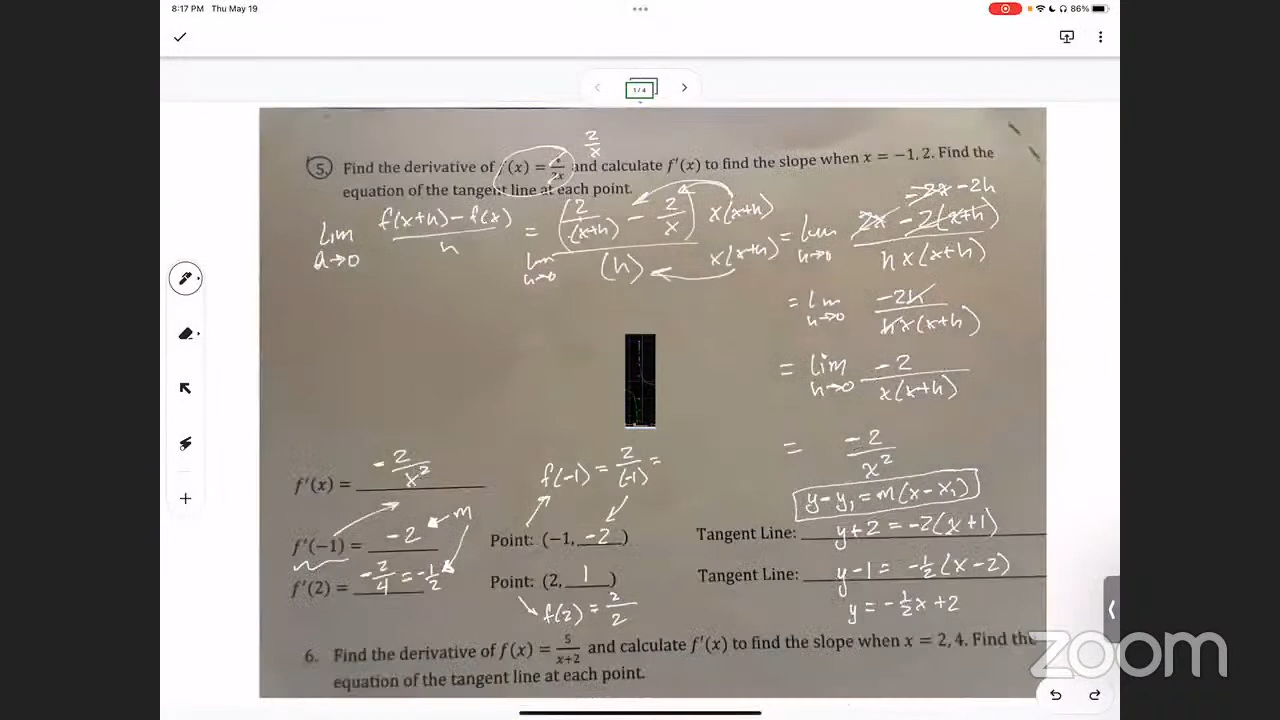 8:17 PM Thu May 19
86%
1/4
2/x
5. Find the derivative of f(x) = /2x and calculate f'(x) to find the slope when x = −1, 2. Find the
equation of the tangent line at each point.
lim h→0 (f(x+h) − f(x))/h = lim h→0 (2/(x+h) − 2/x) x(x+h) / (h) x(x+h) = lim h→0 (2x − 2(x+h))/(hx(x+h))
= 2x − 2h
= lim h→0 −2h/(hx(x+h))
= lim h→0 −2/(x(x+h))
= −2/x²
f'(x) = −2/x²
f(−1) = 2/(−1) =
y − y₁ = m(x − x₁)
f'(−1) = −2 ← m
Point: (−1, −2)
Tangent Line: y+2 = −2(x+1)
f'(2) = −2/4 = −1/2
Point: (2, 1)
Tangent Line: y−1 = −1/2 (x−2)
f(2) = 2/2
y = −1/2 x + 2
6. Find the derivative of f(x) = 5/(x+2) and calculate f'(x) to find the slope when x = 2, 4. Find the
equation of the tangent line at each point.
zoom